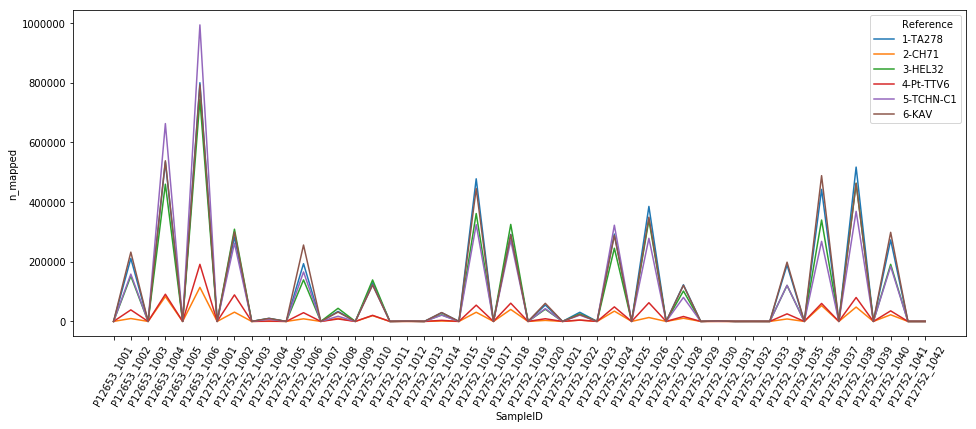 1000000
800000
600000
400000
200000
0
n_mapped
Reference
1-TA278
2-CH71
3-HEL32
4-Pt-TTV6
5-TCHN-C1
6-KAV
P12653_1001
P12653_1002
P12653_1003
P12653_1004
P12653_1005
P12653_1006
P12752_1001
P12752_1002
P12752_1003
P12752_1004
P12752_1005
P12752_1006
P12752_1007
P12752_1008
P12752_1009
P12752_1010
P12752_1011
P12752_1012
P12752_1013
P12752_1014
P12752_1015
P12752_1016
P12752_1017
P12752_1018
P12752_1019
P12752_1020
P12752_1021
P12752_1022
P12752_1023
P12752_1024
P12752_1025
P12752_1026
P12752_1027
P12752_1028
P12752_1029
P12752_1030
P12752_1031
P12752_1032
P12752_1033
P12752_1034
P12752_1035
P12752_1036
P12752_1037
P12752_1038
P12752_1039
P12752_1040
P12752_1041
P12752_1042
SampleID